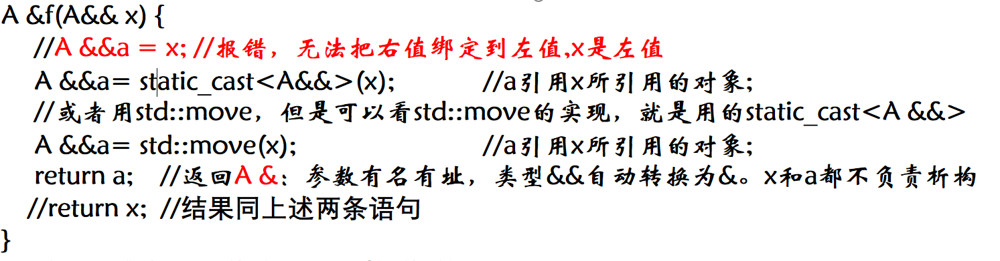 A &f(A&& x) {
//A &&a = x; //报错，无法把右值绑定到左值,x是左值
A &&a= static_cast<A&&>(x); //a引用x所引用的对象;
//或者用std::move，但是可以看std::move的实现，就是用的static_cast<A &&>
A &&a= std::move(x); //a引用x所引用的对象;
return a; //返回A &：参数有名有址，类型&&自动转换为&。x和a都不负责析构
//return x; //结果同上述两条语句
}